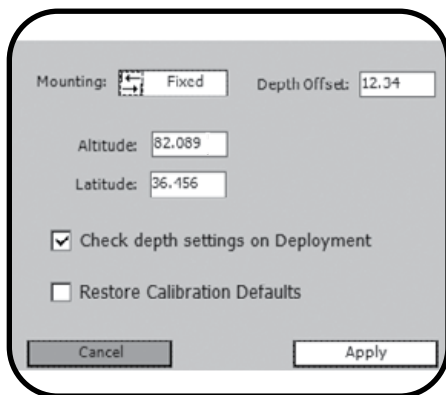 Mounting: Fixed Depth Offset: 12.34
Altitude: 82.089
Latitude: 36.456
Check depth settings on Deployment
Restore Calibration Defaults
Cancel Apply